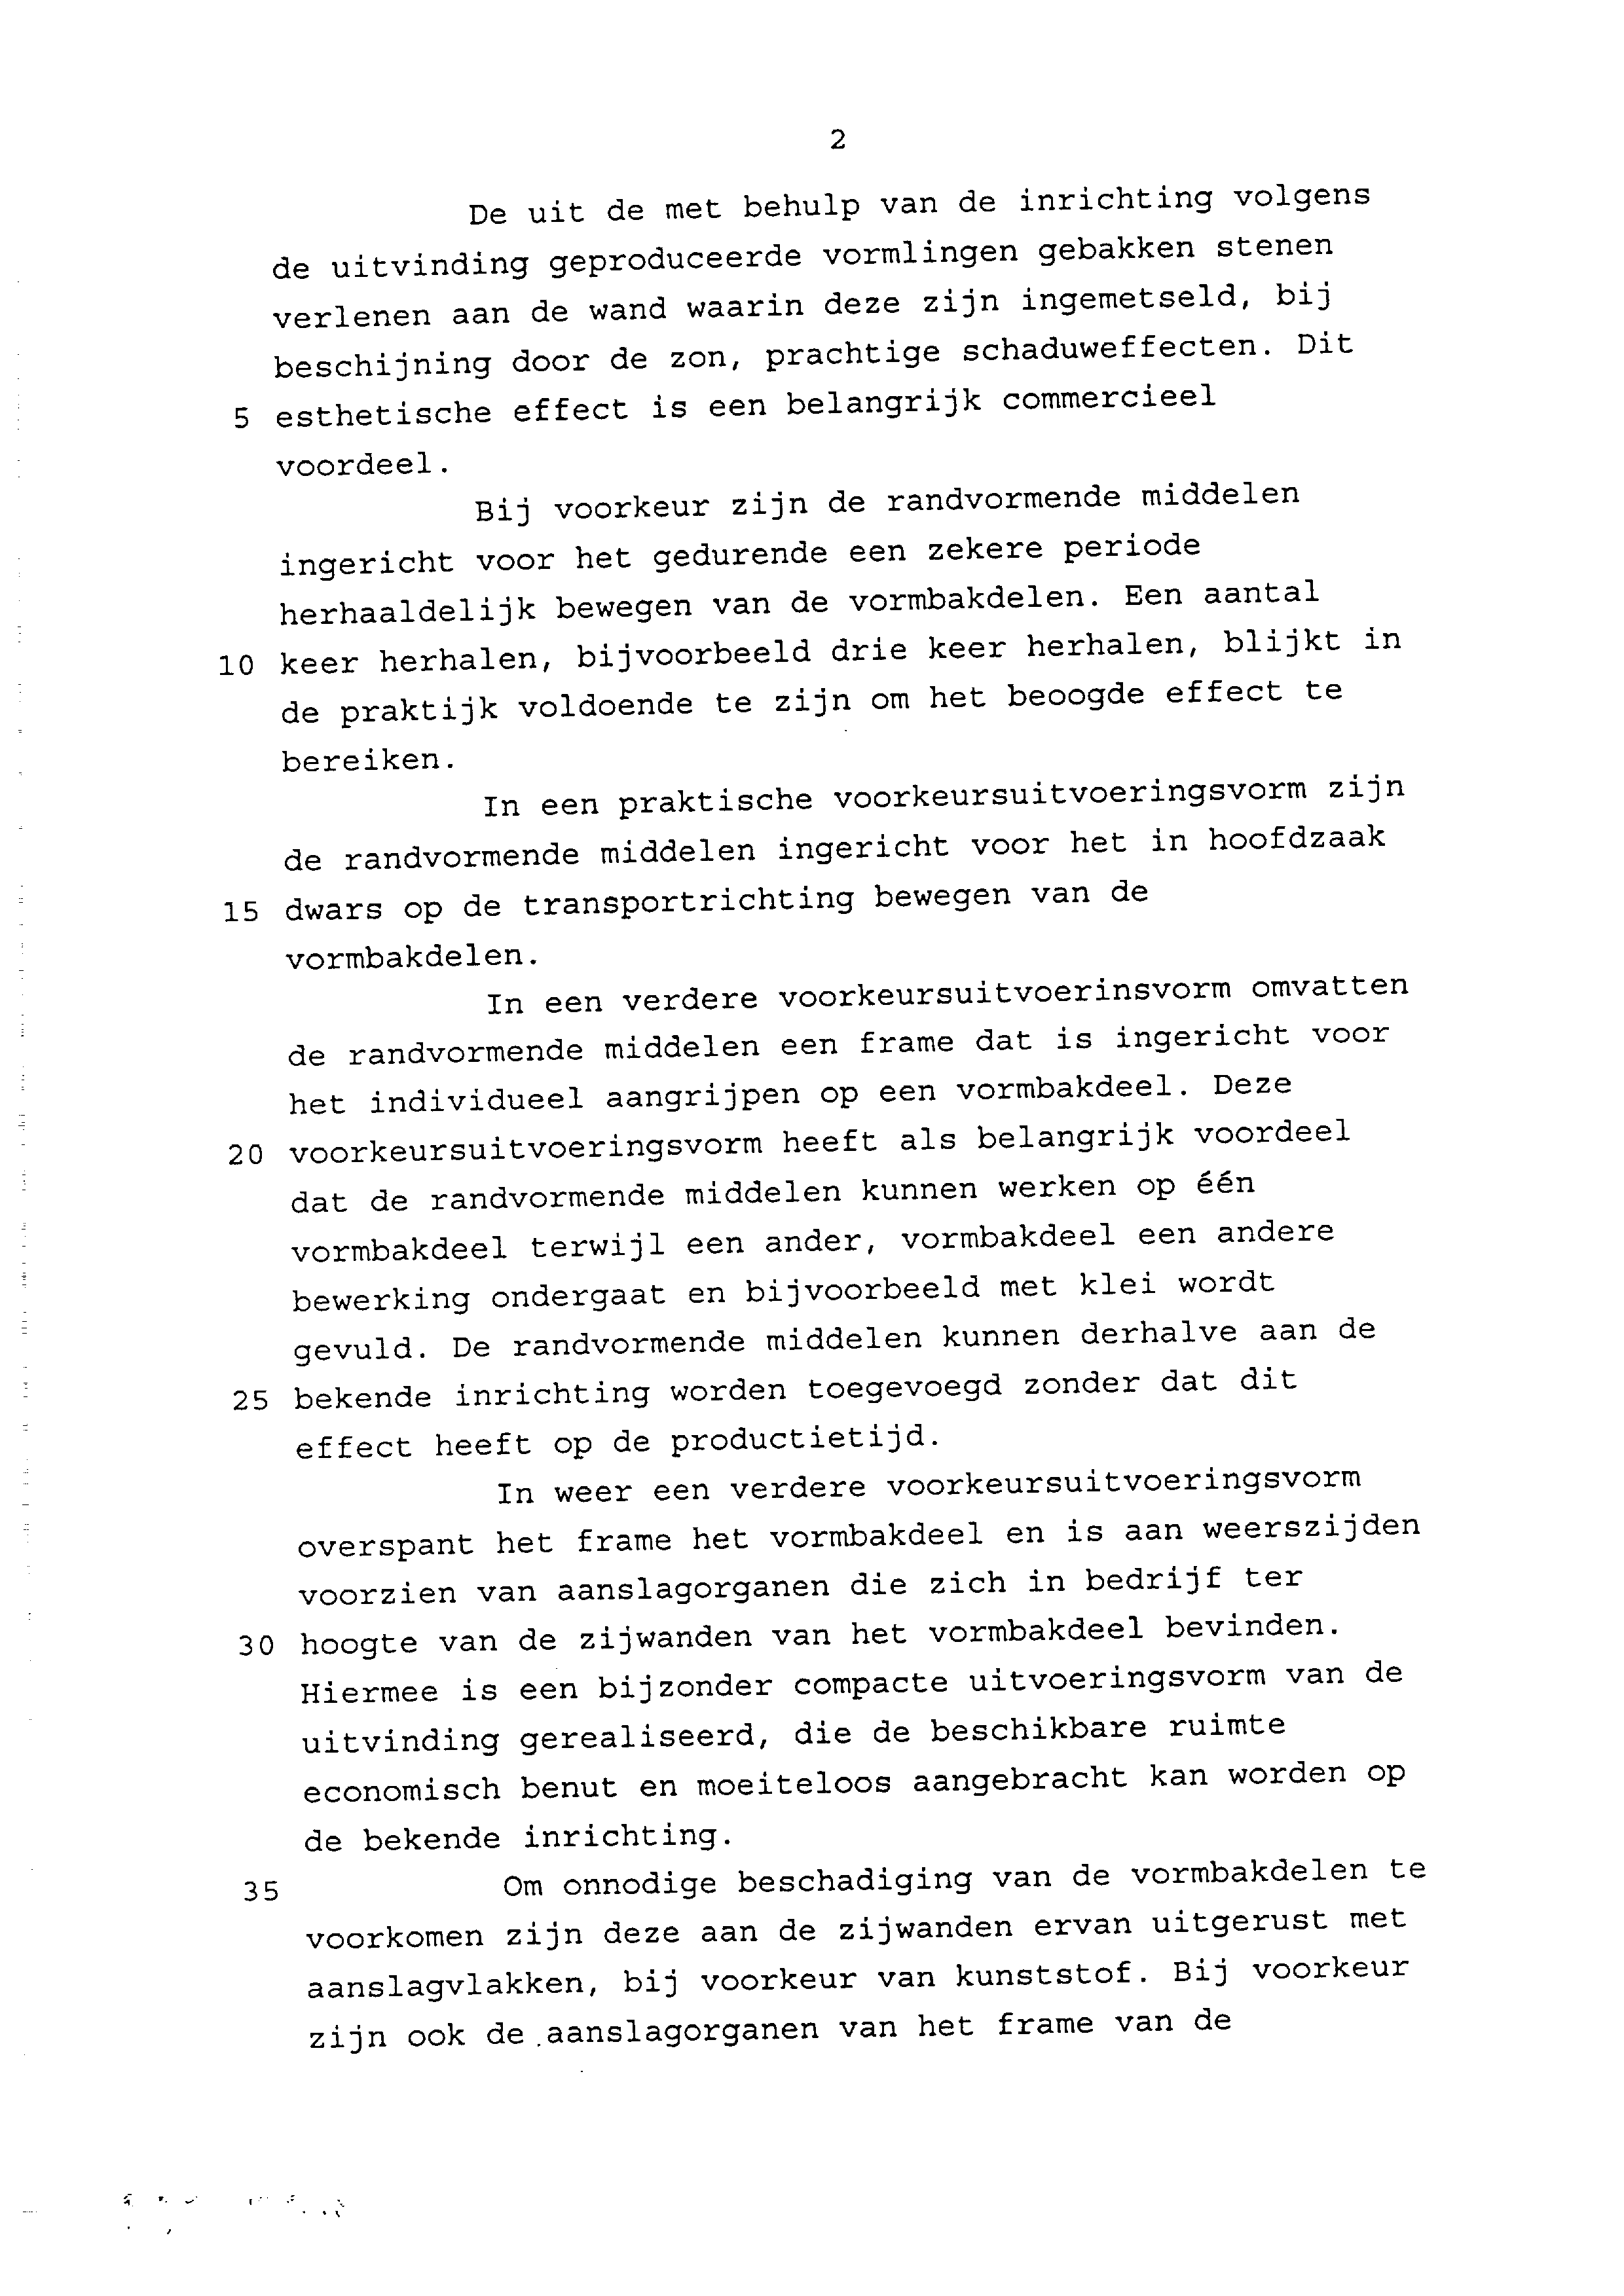 2
De uit de met behulp van de inrichting volgens
de uitvinding geproduceerde vormlingen gebakken stenen
verlenen aan de wand waarin deze zijn ingemetseld, bij
beschijning door de zon, prachtige schaduweffecten. Dit
5 esthetische effect is een belangrijk commercieel
voordeel.
Bij voorkeur zijn de randvormende middelen
ingericht voor het gedurende een zekere periode
herhaaldelijk bewegen van de vormbakdelen. Een aantal
10 keer herhalen, bijvoorbeeld drie keer herhalen, blijkt in
de praktijk voldoende te zijn om het beoogde effect te
bereiken.
In een praktische voorkeursuitvoeringsvorm zijn
de randvormende middelen ingericht voor het in hoofdzaak
15 dwars op de transportrichting bewegen van de
vormbakdelen.
In een verdere voorkeursuitvoerinsvorm omvatten
de randvormende middelen een frame dat is ingericht voor
het individueel aangrijpen op een vormbakdeel. Deze
20 voorkeursuitvoeringsvorm heeft als belangrijk voordeel
dat de randvormende middelen kunnen werken op één
vormbakdeel terwijl een ander, vormbakdeel een andere
bewerking ondergaat en bijvoorbeeld met klei wordt
gevuld. De randvormende middelen kunnen derhalve aan de
25 bekende inrichting worden toegevoegd zonder dat dit
effect heeft op de productietijd.
In weer een verdere voorkeursuitvoeringsvorm
overspant het frame het vormbakdeel en is aan weerszijden
voorzien van aanslagorganen die zich in bedrijf ter
30 hoogte van de zijwanden van het vormbakdeel bevinden.
Hiermee is een bijzonder compacte uitvoeringsvorm van de
uitvinding gerealiseerd, die de beschikbare ruimte
economisch benut en moeiteloos aangebracht kan worden op
de bekende inrichting.
35 Om onnodige beschadiging van de vormbakdelen te
voorkomen zijn deze aan de zijwanden ervan uitgerust met
aanslagvlakken, bij voorkeur van kunststof. Bij voorkeur
zijn ook de aanslagorganen van het frame van de